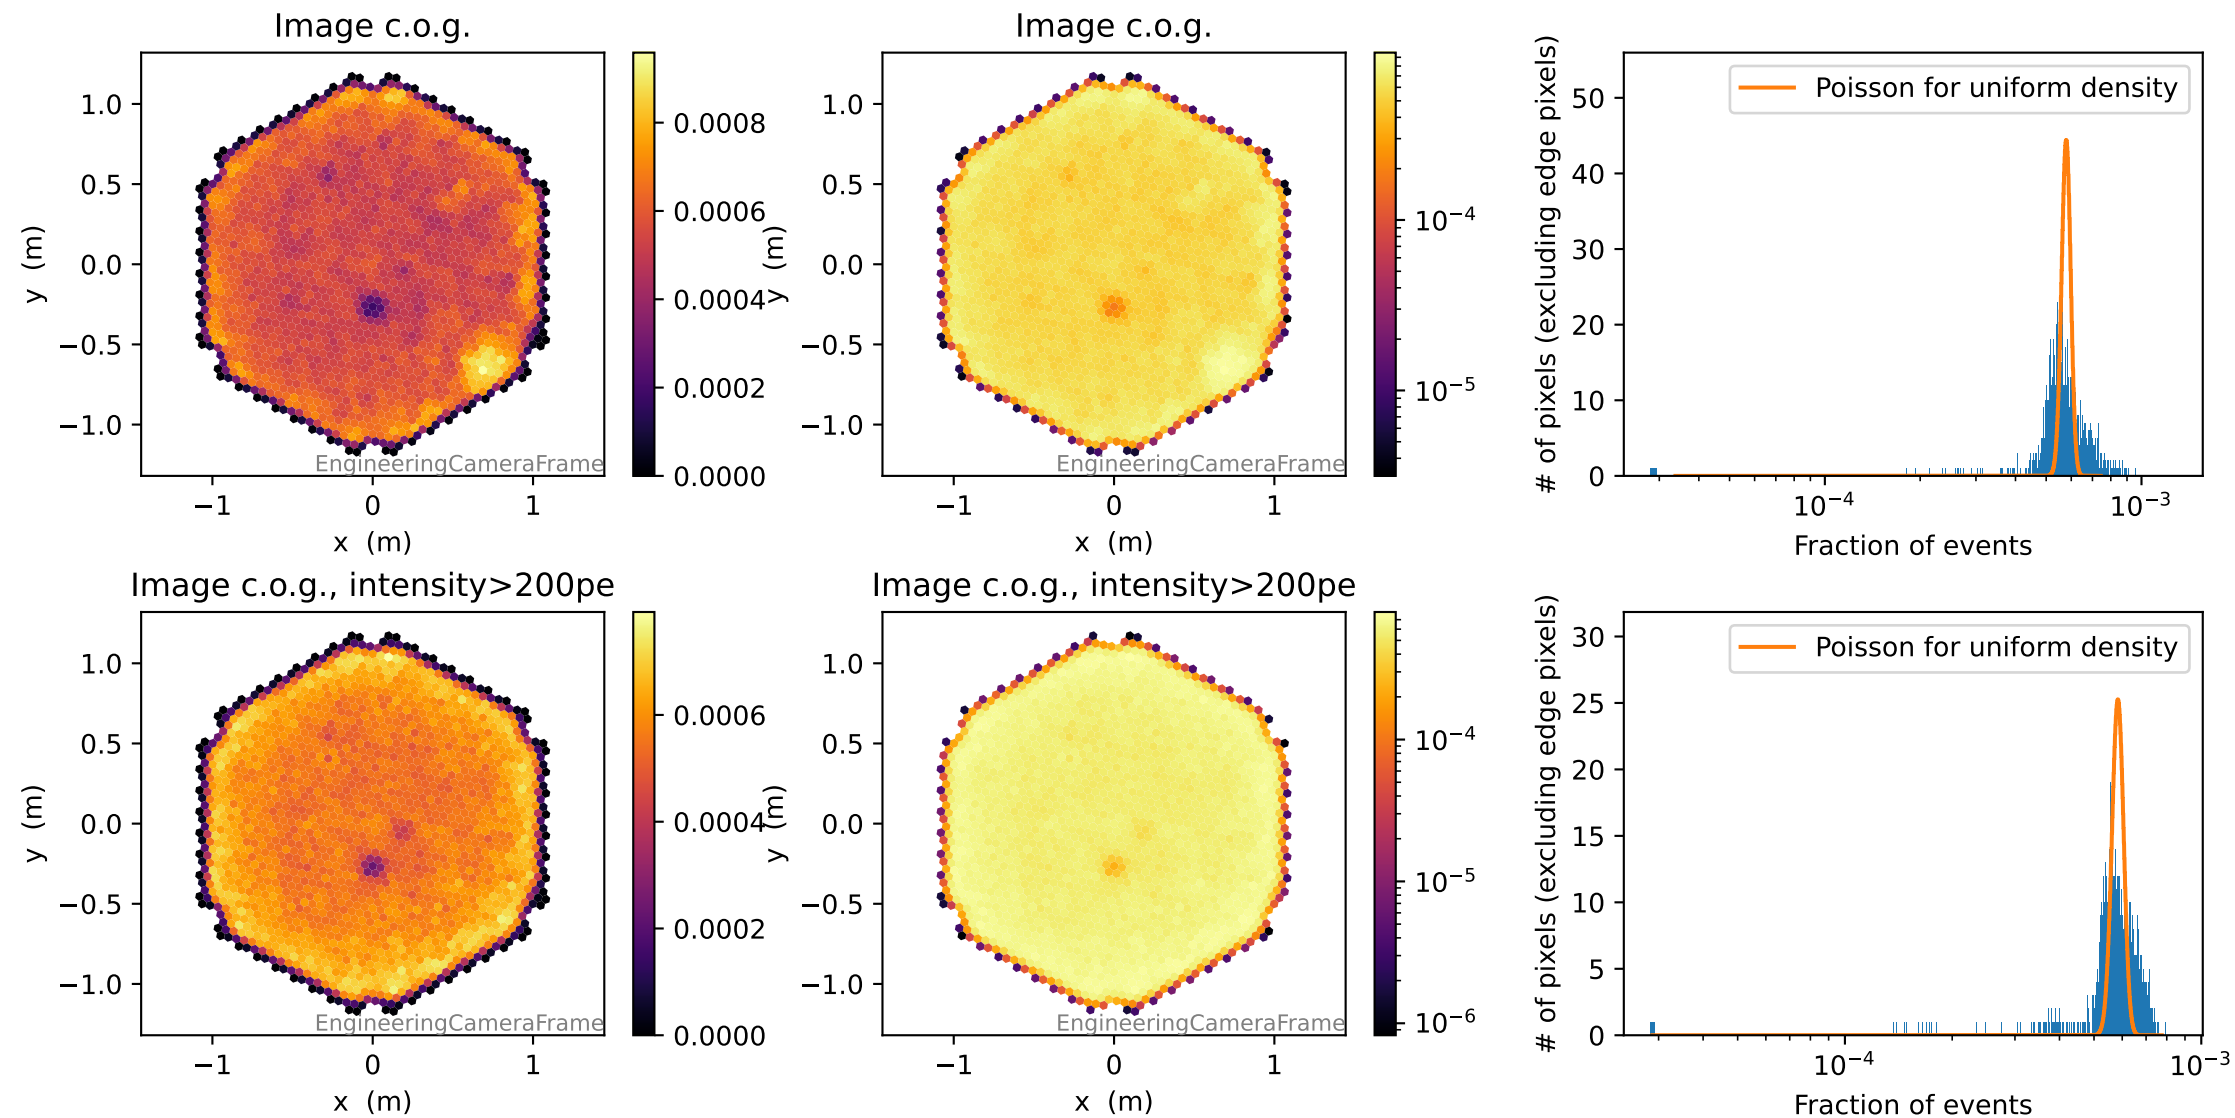 Image c.o.g.
1.0
0.5
0.0
−0.5
−1.0
y (m)
−1
0
1
x (m)
EngineeringCameraFrame
0.0008
0.0006
0.0004
0.0002
0.0000
Image c.o.g.
1.0
0.5
0.0
−0.5
−1.0
y (m)
−1
0
1
x (m)
EngineeringCameraFrame
10⁻⁴
10⁻⁵
Poisson for uniform density
50
40
30
20
10
0
# of pixels (excluding edge pixels)
10⁻⁴
10⁻³
Fraction of events
Image c.o.g., intensity>200pe
1.0
0.5
0.0
−0.5
−1.0
y (m)
−1
0
1
x (m)
EngineeringCameraFrame
0.0006
0.0004
0.0002
0.0000
Image c.o.g., intensity>200pe
1.0
0.5
0.0
−0.5
−1.0
y (m)
−1
0
1
x (m)
EngineeringCameraFrame
10⁻⁴
10⁻⁵
10⁻⁶
Poisson for uniform density
30
25
20
15
10
5
0
# of pixels (excluding edge pixels)
10⁻⁴
10⁻³
Fraction of events